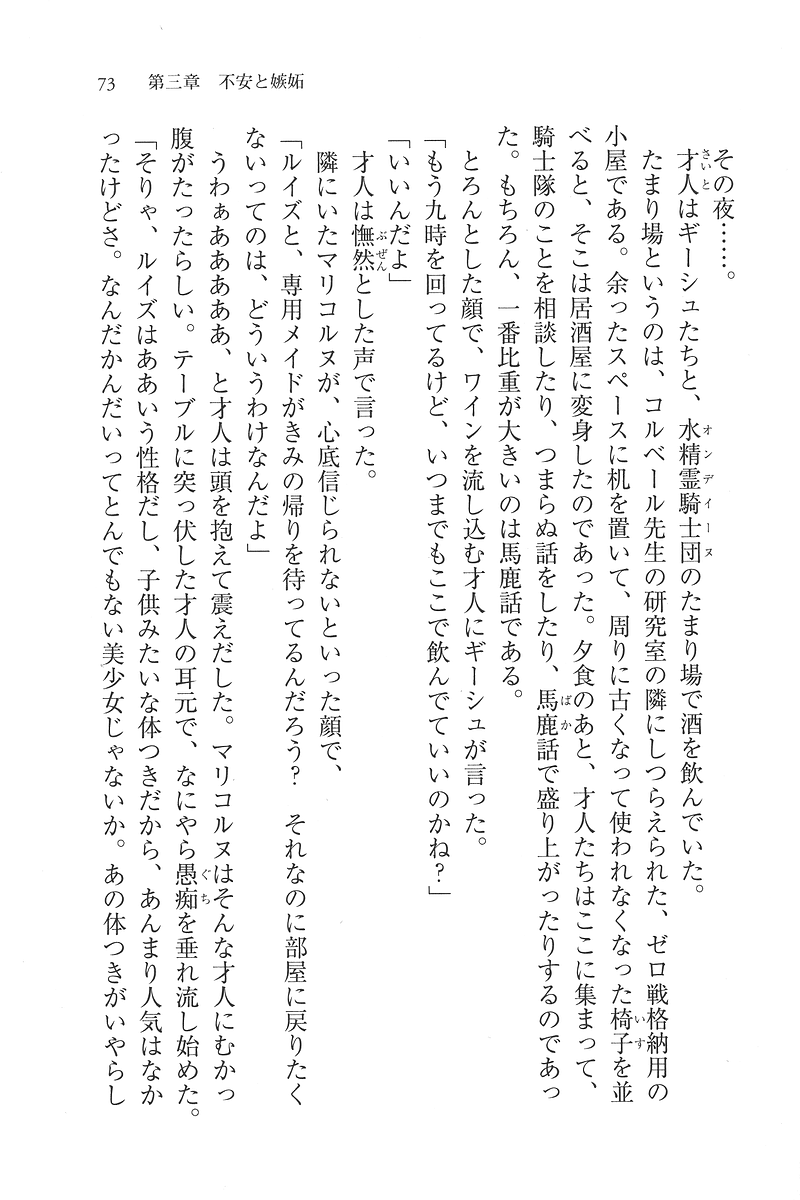 73　第三章　不安と嫉妬
その夜……。
才人はギーシュたちと、水精霊騎士団のたまり場で酒を飲んでいた。
たまり場というのは、コルベール先生の研究室の隣にしつらえられた、ゼロ戦格納用の
小屋である。余ったスペースに机を置いて、周りに古くなって使われなくなった椅子を並
べると、そこは居酒屋に変身したのであった。夕食のあと、才人たちはここに集まって、
騎士隊のことを相談したり、つまらぬ話をしたり、馬鹿話で盛り上がったりするのであっ
た。もちろん、一番比重が大きいのは馬鹿話である。
とろんとした顔で、ワインを流し込む才人にギーシュが言った。
「もう九時を回ってるけど、いつまでもここで飲んでていいのかね？」
「いいんだよ」
才人は憮然とした声で言った。
隣にいたマリコルヌが、心底信じられないといった顔で、
「ルイズと、専用メイドがきみの帰りを待ってるんだろう？　それなのに部屋に戻りたく
ないってのは、どういうわけなんだよ」
うわぁあああああ、と才人は頭を抱えて震えだした。マリコルヌはそんな才人にむかっ
腹がたったらしい。テーブルに突っ伏した才人の耳元で、なにやら愚痴を垂れ流し始めた。
「そりゃ、ルイズはああいう性格だし、子供みたいな体つきだから、あんまり人気はなか
ったけどさ。なんだかんだいってとんでもない美少女じゃないか。あの体つきがいやらし